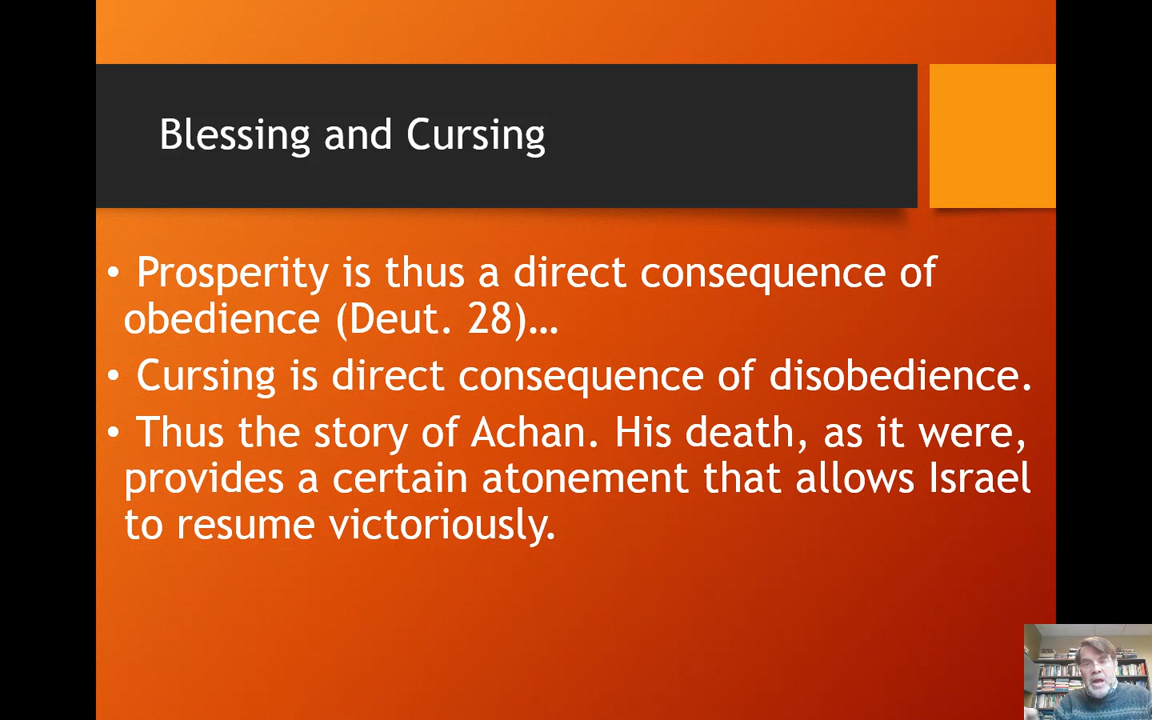 Blessing and Cursing
• Prosperity is thus a direct consequence of
obedience (Deut. 28)…
• Cursing is direct consequence of disobedience.
• Thus the story of Achan. His death, as it were,
provides a certain atonement that allows Israel
to resume victoriously.